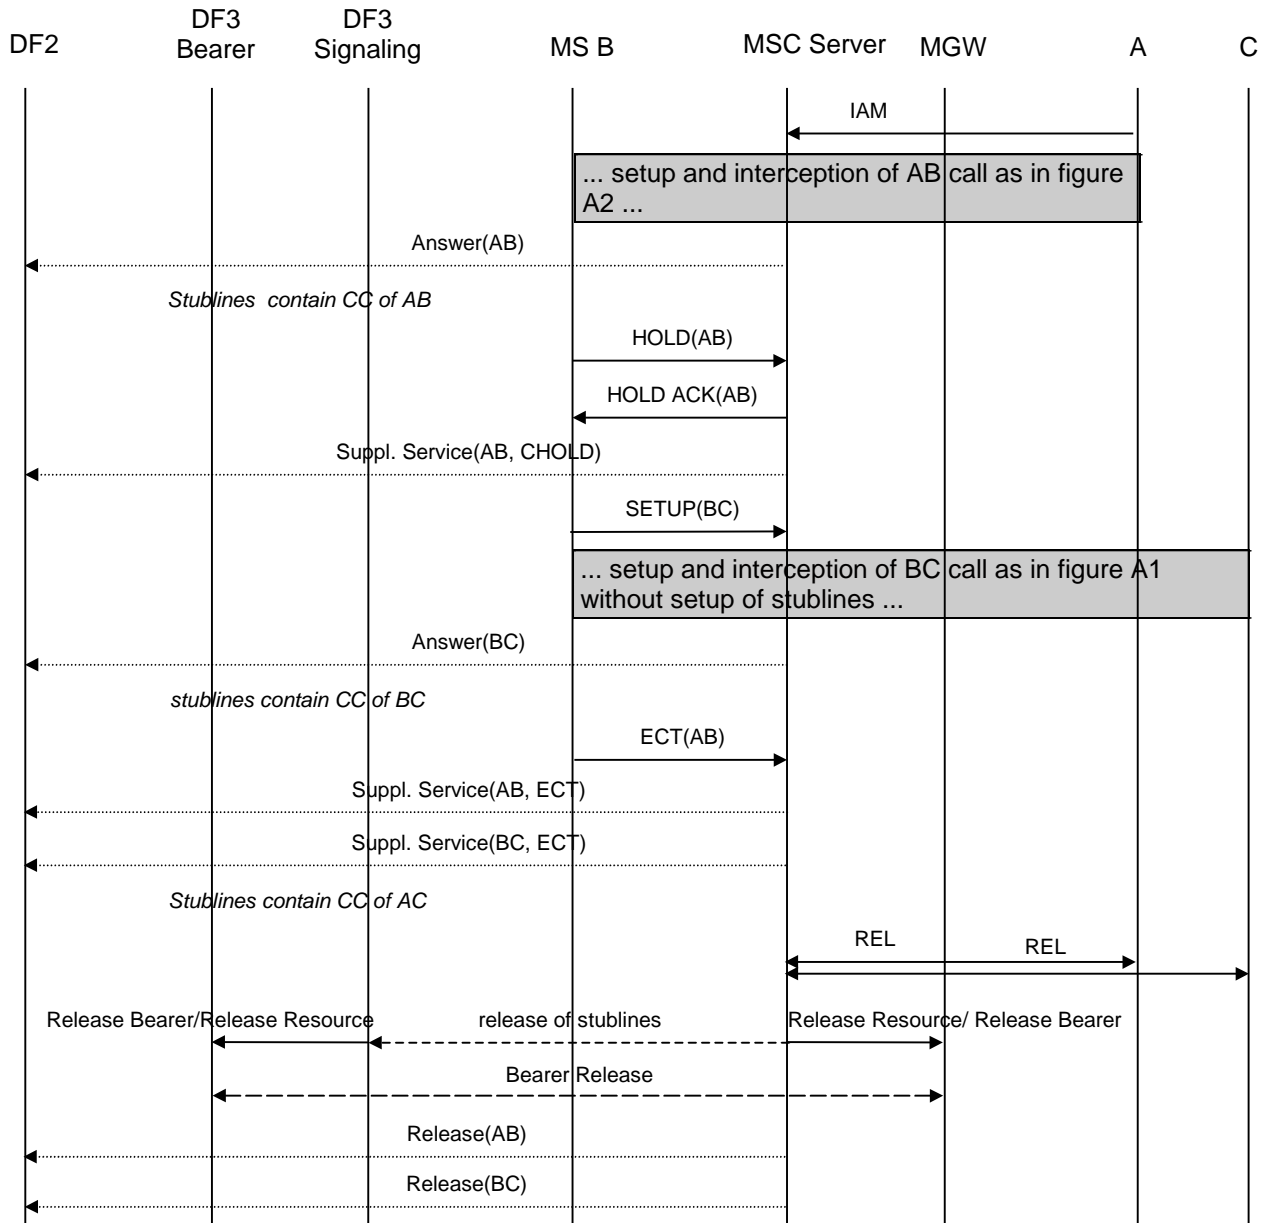 DF2
DF3
Bearer
DF3
Signaling
MS B
MSC Server
MGW
A
C
IAM
... setup and interception of AB call as in figure
A2 ...
Answer(AB)
Stublines contain CC of AB
HOLD(AB)
HOLD ACK(AB)
Suppl. Service(AB, CHOLD)
SETUP(BC)
... setup and interception of BC call as in figure A1
without setup of stublines ...
Answer(BC)
stublines contain CC of BC
ECT(AB)
Suppl. Service(AB, ECT)
Suppl. Service(BC, ECT)
Stublines contain CC of AC
REL
REL
Release Bearer/Release Resource
release of stublines
Release Resource/ Release Bearer
Bearer Release
Release(AB)
Release(BC)